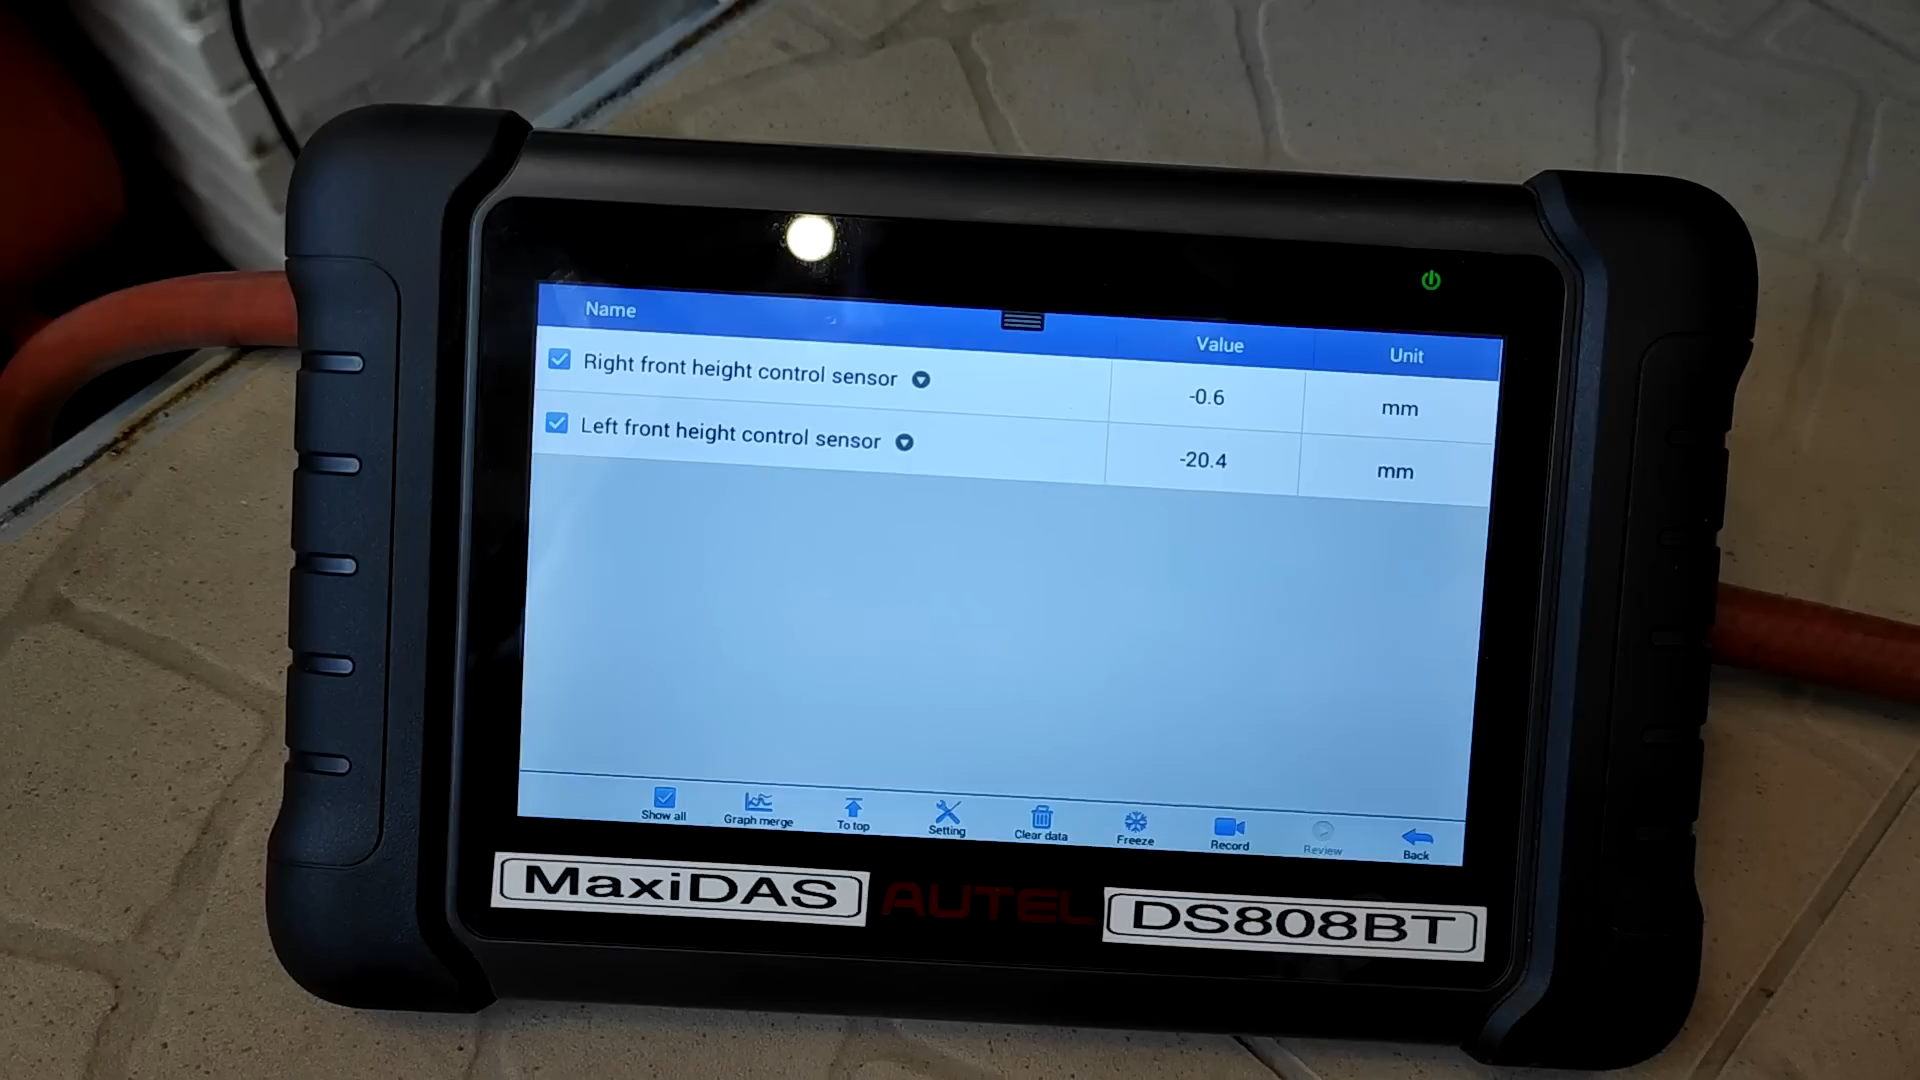 Name Value Unit
Right front height control sensor -0.6 mm
Left front height control sensor -20.4 mm
Show all Graph merge To top Setting Clear data Freeze Record Review Back
MaxiDAS AUTEL DS808BT